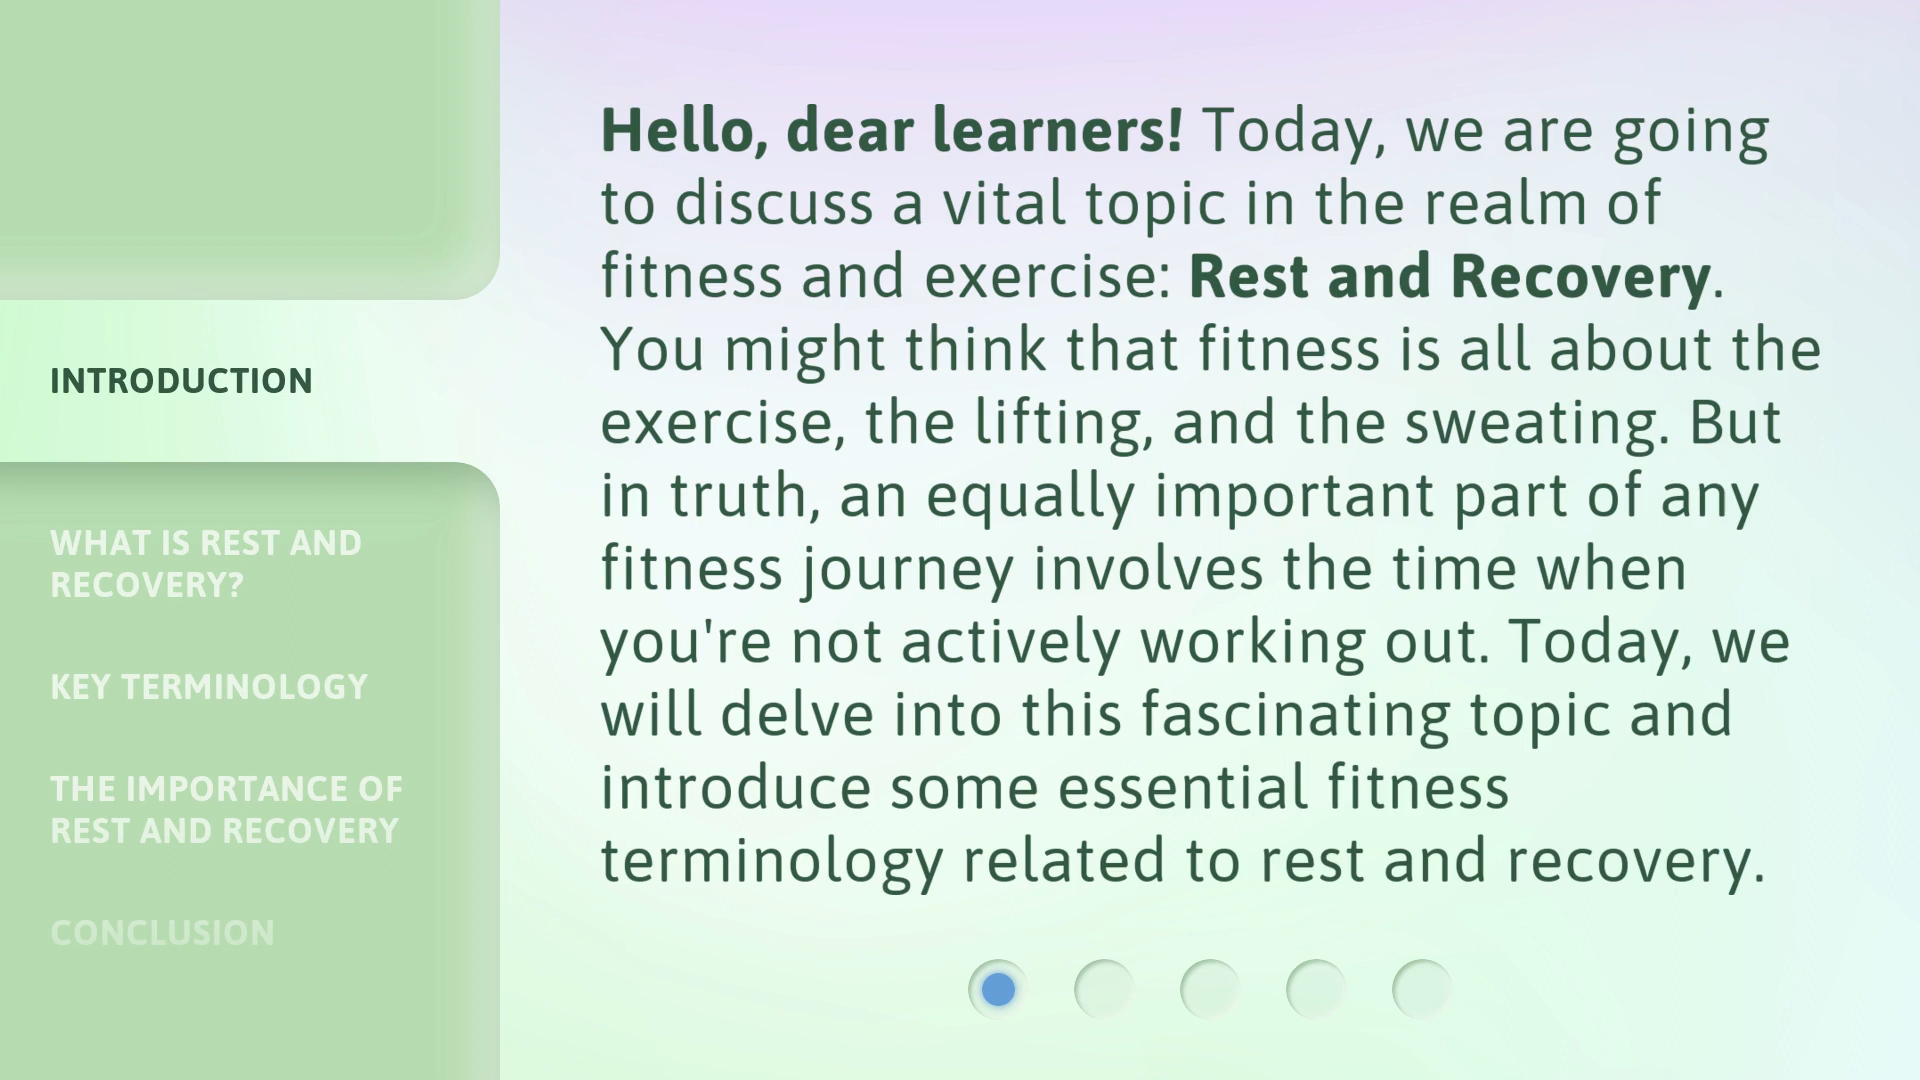 INTRODUCTION
WHAT IS REST AND
RECOVERY?
KEY TERMINOLOGY
THE IMPORTANCE OF
REST AND RECOVERY
CONCLUSION
Hello, dear learners! Today, we are going
to discuss a vital topic in the realm of
fitness and exercise: Rest and Recovery.
You might think that fitness is all about the
exercise, the lifting, and the sweating. But
in truth, an equally important part of any
fitness journey involves the time when
you're not actively working out. Today, we
will delve into this fascinating topic and
introduce some essential fitness
terminology related to rest and recovery.